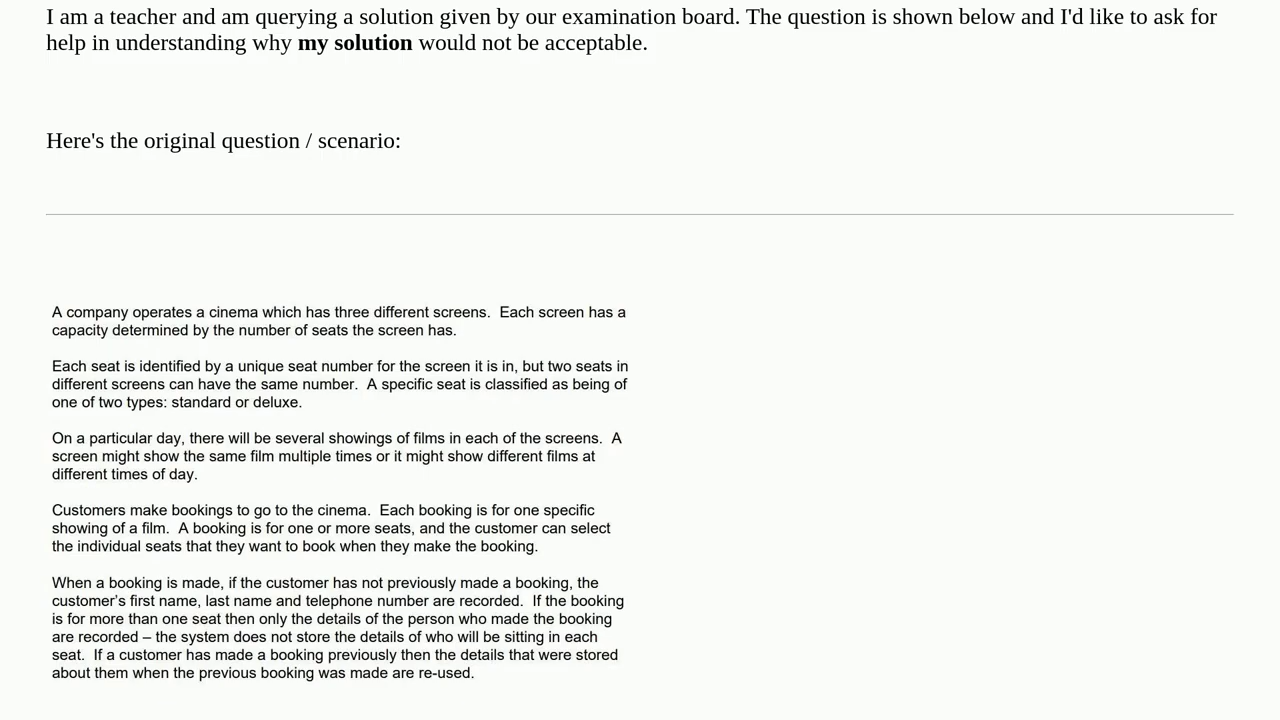 I am a teacher and am querying a solution given by our examination board. The question is shown below and I'd like to ask for
help in understanding why my solution would not be acceptable.
Here's the original question / scenario:
A company operates a cinema which has three different screens.  Each screen has a
capacity determined by the number of seats the screen has.
Each seat is identified by a unique seat number for the screen it is in, but two seats in
different screens can have the same number.  A specific seat is classified as being of
one of two types: standard or deluxe.
On a particular day, there will be several showings of films in each of the screens.  A
screen might show the same film multiple times or it might show different films at
different times of day.
Customers make bookings to go to the cinema.  Each booking is for one specific
showing of a film.  A booking is for one or more seats, and the customer can select
the individual seats that they want to book when they make the booking.
When a booking is made, if the customer has not previously made a booking, the
customer's first name, last name and telephone number are recorded.  If the booking
is for more than one seat then only the details of the person who made the booking
are recorded – the system does not store the details of who will be sitting in each
seat.  If a customer has made a booking previously then the details that were stored
about them when the previous booking was made are re-used.